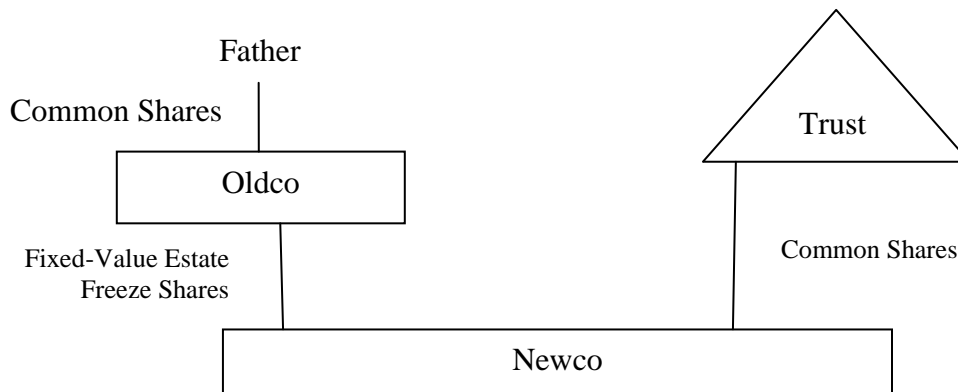 Father
Common Shares
Trust
Oldco
Fixed-Value Estate
Freeze Shares
Common Shares
Newco